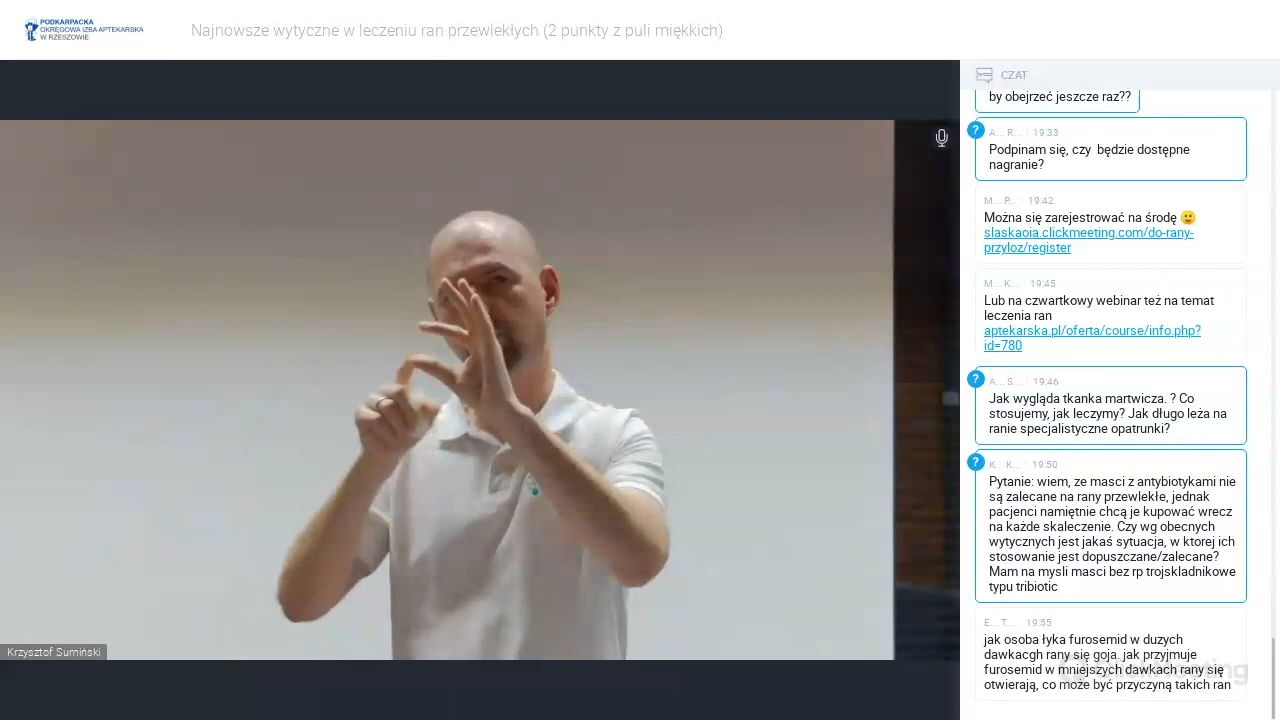 PODKARPACKA
OKRĘGOWA IZBA APTEKARSKA
W RZESZOWIE
Najnowsze wytyczne w leczeniu ran przewlekłych (2 punkty z puli miękkich)
CZAT
by obejrzeć jeszcze raz??
?
A... R... 19:33
Podpinam się, czy będzie dostępne
nagranie?
M... P... 19:42
Można się zarejestrować na środę 😀
slaskaoia.clickmeeting.com/do-rany-
przyloz/register
M... K... 19:45
Lub na czwartkowy webinar też na temat
leczenia ran
aptekarska.pl/oferta/course/info.php?
id=780
?
A... S... 19:46
Jak wygląda tkanka martwicza. ? Co
stosujemy, jak leczymy? Jak długo leża na
ranie specjalistyczne opatrunki?
?
K... K... 19:50
Pytanie: wiem, ze masci z antybiotykami nie
są zalecane na rany przewlekłe, jednak
pacjenci namiętnie chcą je kupować wrecz
na każde skaleczenie. Czy wg obecnych
wytycznych jest jakaś sytuacja, w ktorej ich
stosowanie jest dopuszczane/zalecane?
Mam na mysli masci bez rp trojskladnikowe
typu tribiotic
E... T... 19:55
jak osoba łyka furosemid w duzych
dawkacgh rany się goja. jak przyjmuje
furosemid w mniejszych dawkach rany się
otwierają, co może być przyczyną takich ran
Krzysztof Sumiński